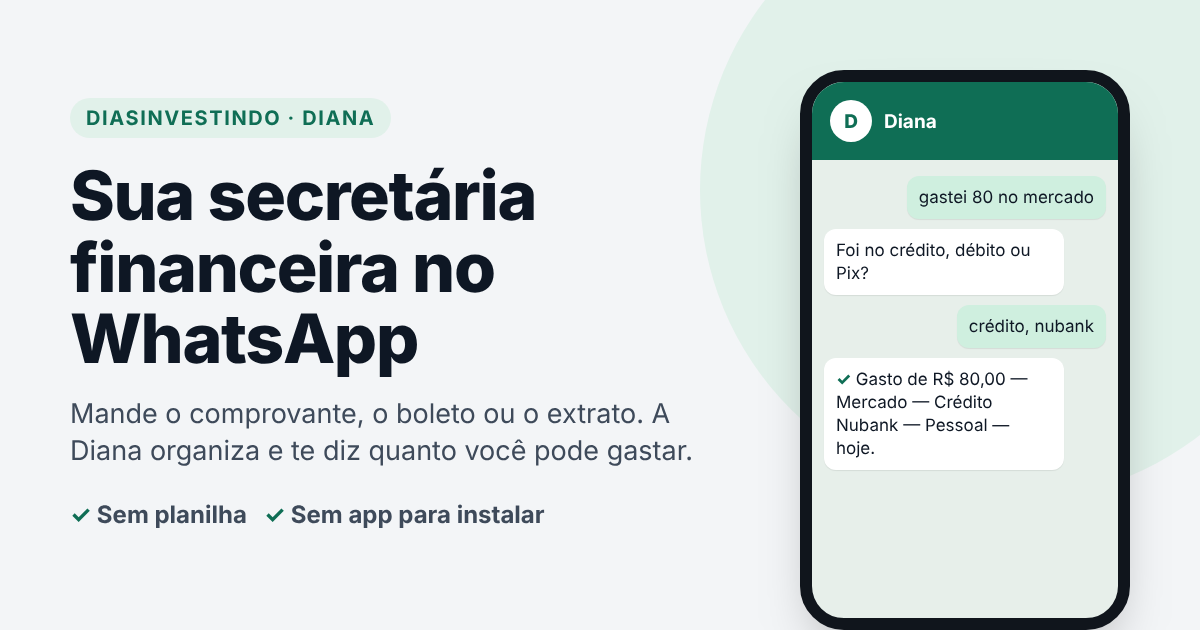 DIASINVESTINDO · DIANA
Sua secretária
financeira no
WhatsApp
Mande o comprovante, o boleto ou o extrato. A
Diana organiza e te diz quanto você pode gastar.
✓ Sem planilha ✓ Sem app para instalar
D Diana
gastei 80 no mercado
Foi no crédito, débito ou
Pix?
crédito, nubank
✓ Gasto de R$ 80,00 —
Mercado — Crédito
Nubank — Pessoal —
hoje.